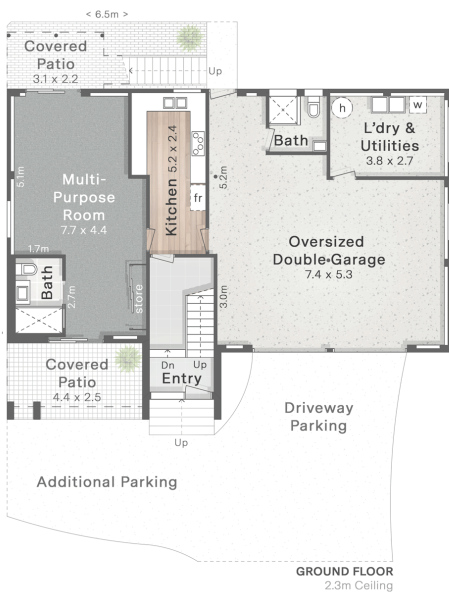 < 6.5m >
Covered
Patio
3.1 x 2.2
Up
h
w
L'dry &
Utilities
3.8 x 2.7
Bath
Kitchen 5.2 x 2.4
fr
5.1m
5.2m
Multi-
Purpose
Room
7.7 x 4.4
Oversized
Double Garage
7.4 x 5.3
1.7m
Bath
2.7m
store
3.0m
Dn Up
Entry
Covered
Patio
4.4 x 2.5
Up
Driveway
Parking
Additional Parking
GROUND FLOOR
2.3m Ceiling